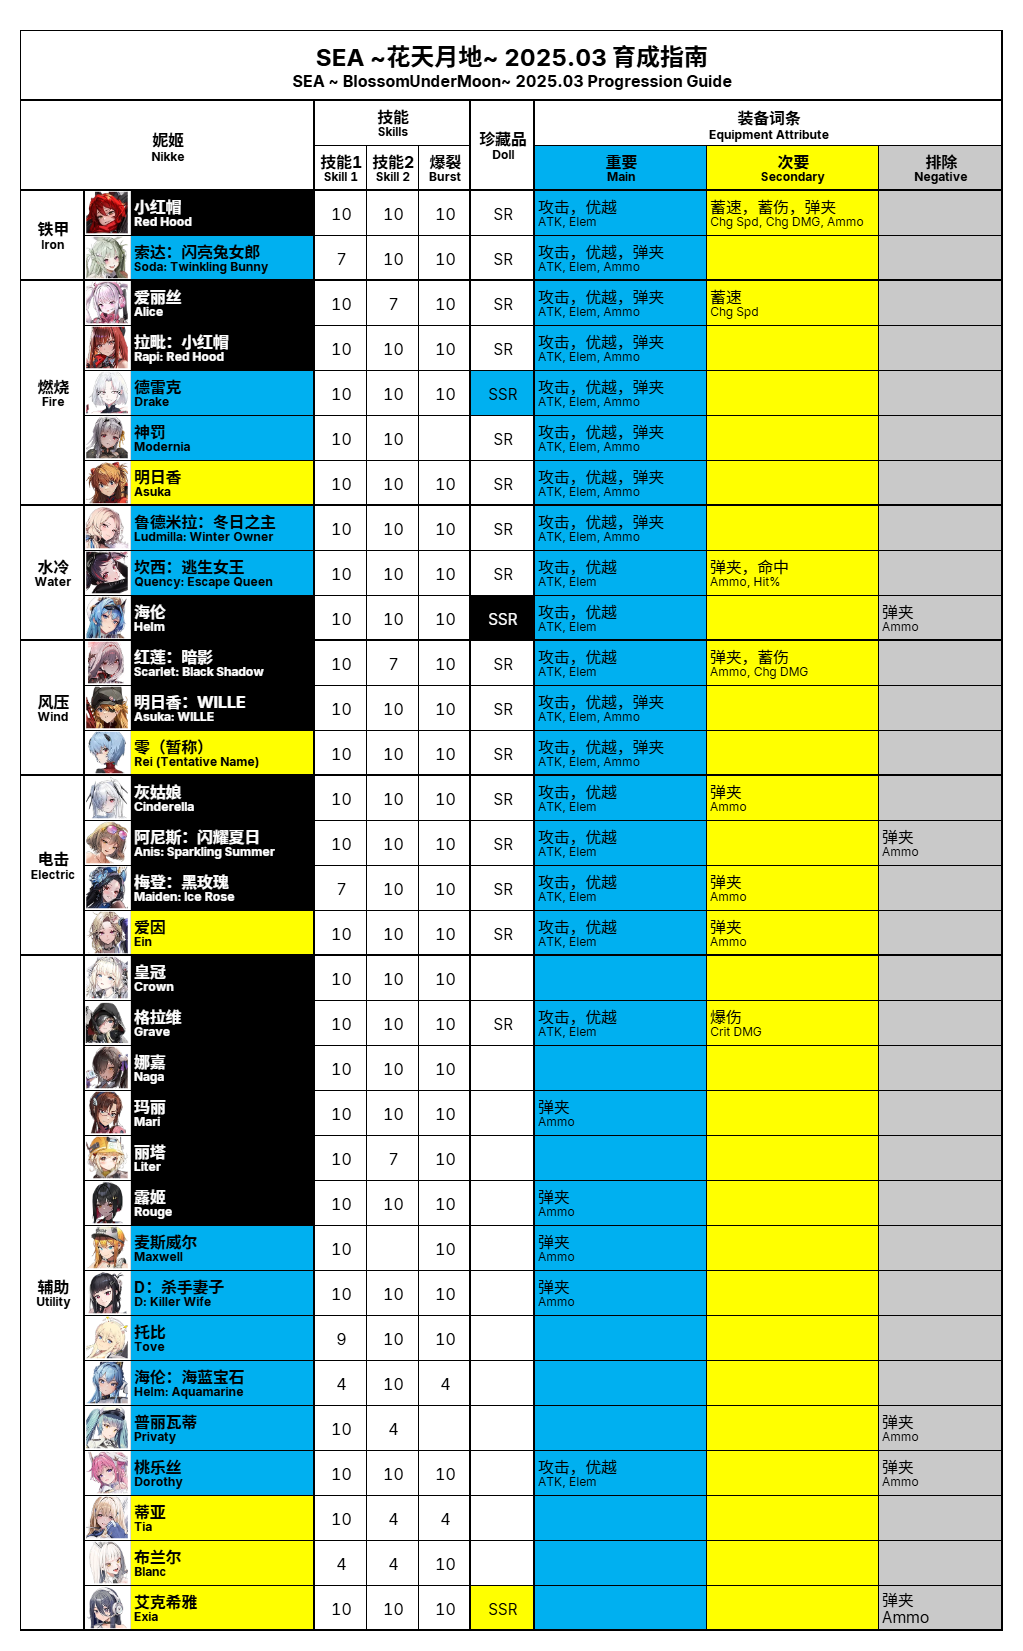 SEA ~花天月地~ 2025.03 育成指南
SEA ~ BlossomUnderMoon~ 2025.03 Progression Guide
妮姬
Nikke
技能
Skills
技能1 技能2 爆裂
Skill 1 Skill 2 Burst
珍藏品
Doll
装备词条
Equipment Attribute
重要 次要 排除
Main Secondary Negative
铁甲
Iron
小红帽
Red Hood
10 10 10 SR
攻击，优越
ATK, Elem
蓄速，蓄伤，弹夹
Chg Spd, Chg DMG, Ammo
索达：闪亮兔女郎
Soda: Twinkling Bunny
7 10 10 SR
攻击，优越，弹夹
ATK, Elem, Ammo
燃烧
Fire
爱丽丝
Alice
10 7 10 SR
攻击，优越，弹夹
ATK, Elem, Ammo
蓄速
Chg Spd
拉毗：小红帽
Rapi: Red Hood
10 10 10 SR
攻击，优越，弹夹
ATK, Elem, Ammo
德雷克
Drake
10 10 10 SSR
攻击，优越，弹夹
ATK, Elem, Ammo
神罚
Modernia
10 10 SR
攻击，优越，弹夹
ATK, Elem, Ammo
明日香
Asuka
10 10 10 SR
攻击，优越，弹夹
ATK, Elem, Ammo
水冷
Water
鲁德米拉：冬日之主
Ludmilla: Winter Owner
10 10 10 SR
攻击，优越，弹夹
ATK, Elem, Ammo
坎西：逃生女王
Quency: Escape Queen
10 10 10 SR
攻击，优越
ATK, Elem
弹夹，命中
Ammo, Hit%
海伦
Helm
10 10 10 SSR
攻击，优越
ATK, Elem
弹夹
Ammo
风压
Wind
红莲：暗影
Scarlet: Black Shadow
10 7 10 SR
攻击，优越
ATK, Elem
弹夹，蓄伤
Ammo, Chg DMG
明日香：WILLE
Asuka: WILLE
10 10 10 SR
攻击，优越，弹夹
ATK, Elem, Ammo
零（暂称）
Rei (Tentative Name)
10 10 10 SR
攻击，优越，弹夹
ATK, Elem, Ammo
电击
Electric
灰姑娘
Cinderella
10 10 10 SR
攻击，优越
ATK, Elem
弹夹
Ammo
阿尼斯：闪耀夏日
Anis: Sparkling Summer
10 10 10 SR
攻击，优越
ATK, Elem
弹夹
Ammo
梅登：黑玫瑰
Maiden: Ice Rose
7 10 10 SR
攻击，优越
ATK, Elem
弹夹
Ammo
爱因
Ein
10 10 10 SR
攻击，优越
ATK, Elem
弹夹
Ammo
辅助
Utility
皇冠
Crown
10 10 10
格拉维
Grave
10 10 10 SR
攻击，优越
ATK, Elem
爆伤
Crit DMG
娜嘉
Naga
10 10 10
玛丽
Mari
10 10 10
弹夹
Ammo
丽塔
Liter
10 7 10
露姬
Rouge
10 10 10
弹夹
Ammo
麦斯威尔
Maxwell
10 10
弹夹
Ammo
D：杀手妻子
D: Killer Wife
10 10 10
弹夹
Ammo
托比
Tove
9 10 10
海伦：海蓝宝石
Helm: Aquamarine
4 10 4
普丽瓦蒂
Privaty
10 4
弹夹
Ammo
桃乐丝
Dorothy
10 10 10
攻击，优越
ATK, Elem
弹夹
Ammo
蒂亚
Tia
10 4 4
布兰尔
Blanc
4 4 10
艾克希雅
Exia
10 10 10 SSR
弹夹
Ammo